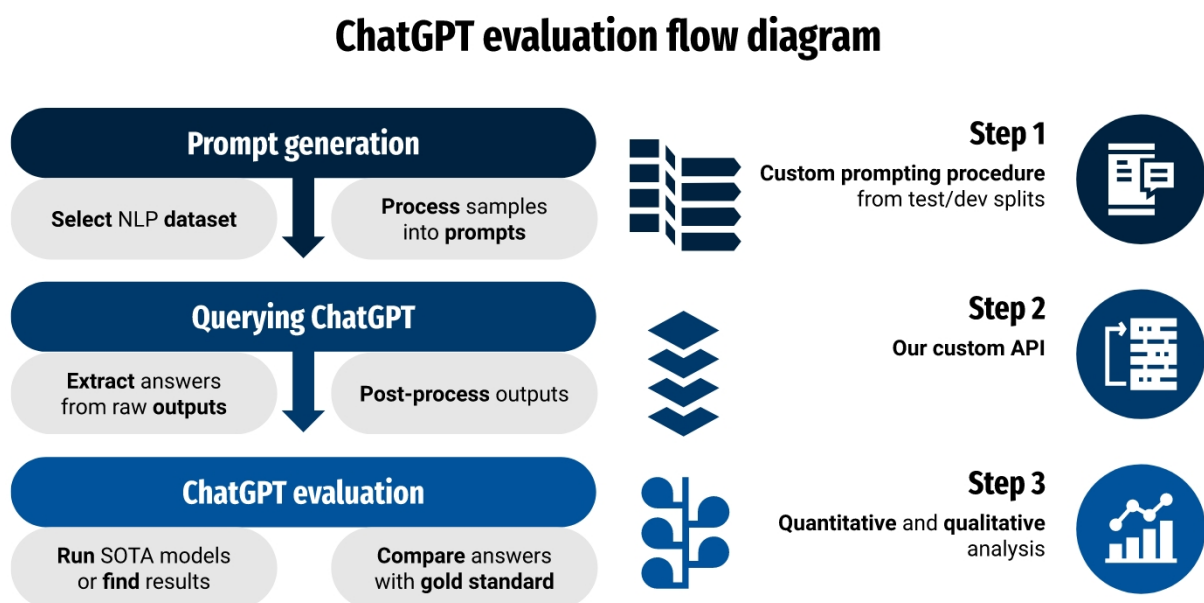 ChatGPT evaluation flow diagram
Prompt generation
Select NLP dataset
Process samples
into prompts
Step 1
Custom prompting procedure
from test/dev splits
Querying ChatGPT
Extract answers
from raw outputs
Post-process outputs
Step 2
Our custom API
ChatGPT evaluation
Run SOTA models
or find results
Compare answers
with gold standard
Step 3
Quantitative and qualitative
analysis